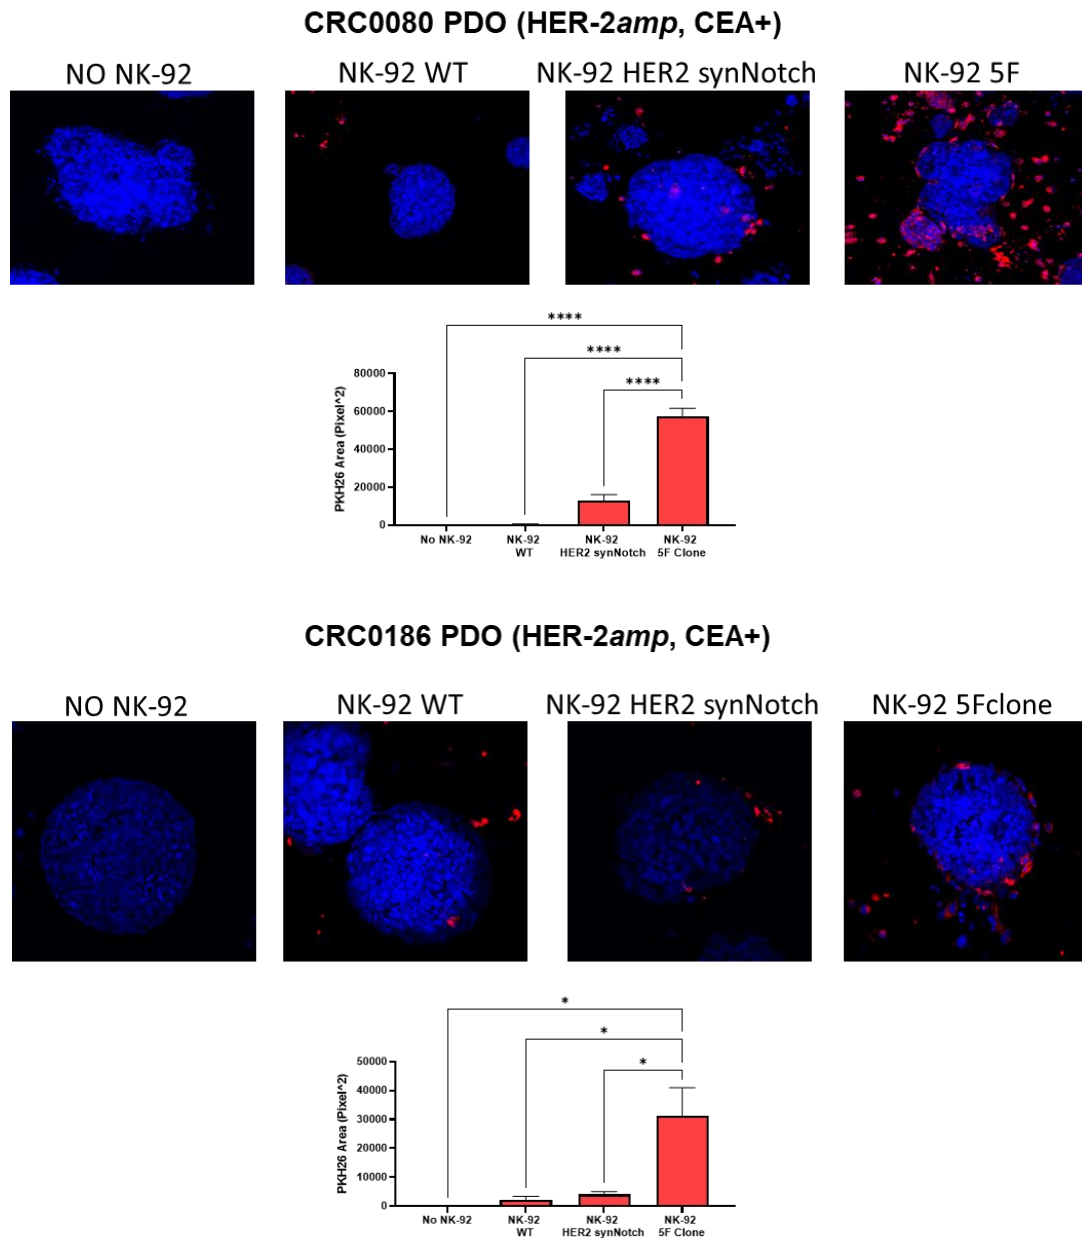 CRC0080 PDO (HER-2amp, CEA+)
NO NK-92
NK-92 WT
NK-92 HER2 synNotch
NK-92 5F
****
****
****
PKH26 Area (Pixel^2)
80000
60000
40000
20000
0
No NK-92
NK-92
WT
NK-92
HER2 synNotch
NK-92
5F Clone
CRC0186 PDO (HER-2amp, CEA+)
NO NK-92
NK-92 WT
NK-92 HER2 synNotch
NK-92 5Fclone
*
*
*
PKH26 Area (Pixel^2)
50000
40000
30000
20000
10000
0
No NK-92
NK-92
WT
NK-92
HER2 synNotch
NK-92
5F Clone